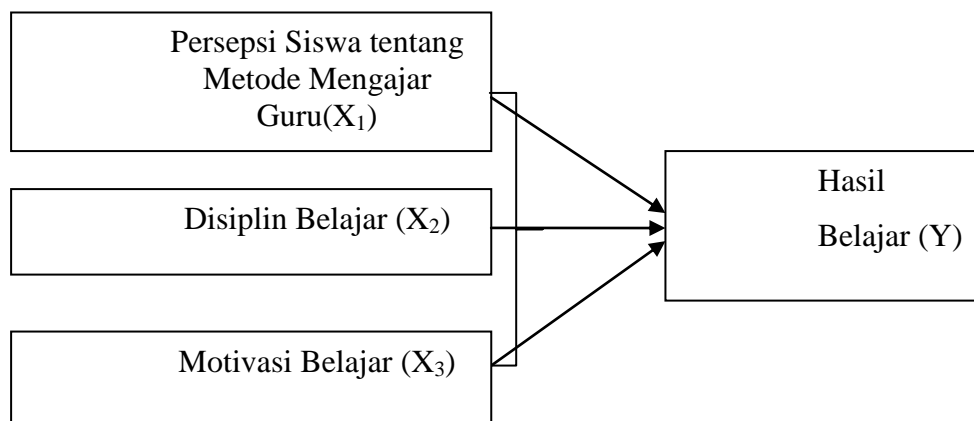 Persepsi Siswa tentang
Metode Mengajar
Guru(X₁)
Disiplin Belajar (X₂)
Motivasi Belajar (X₃)
Hasil
Belajar (Y)